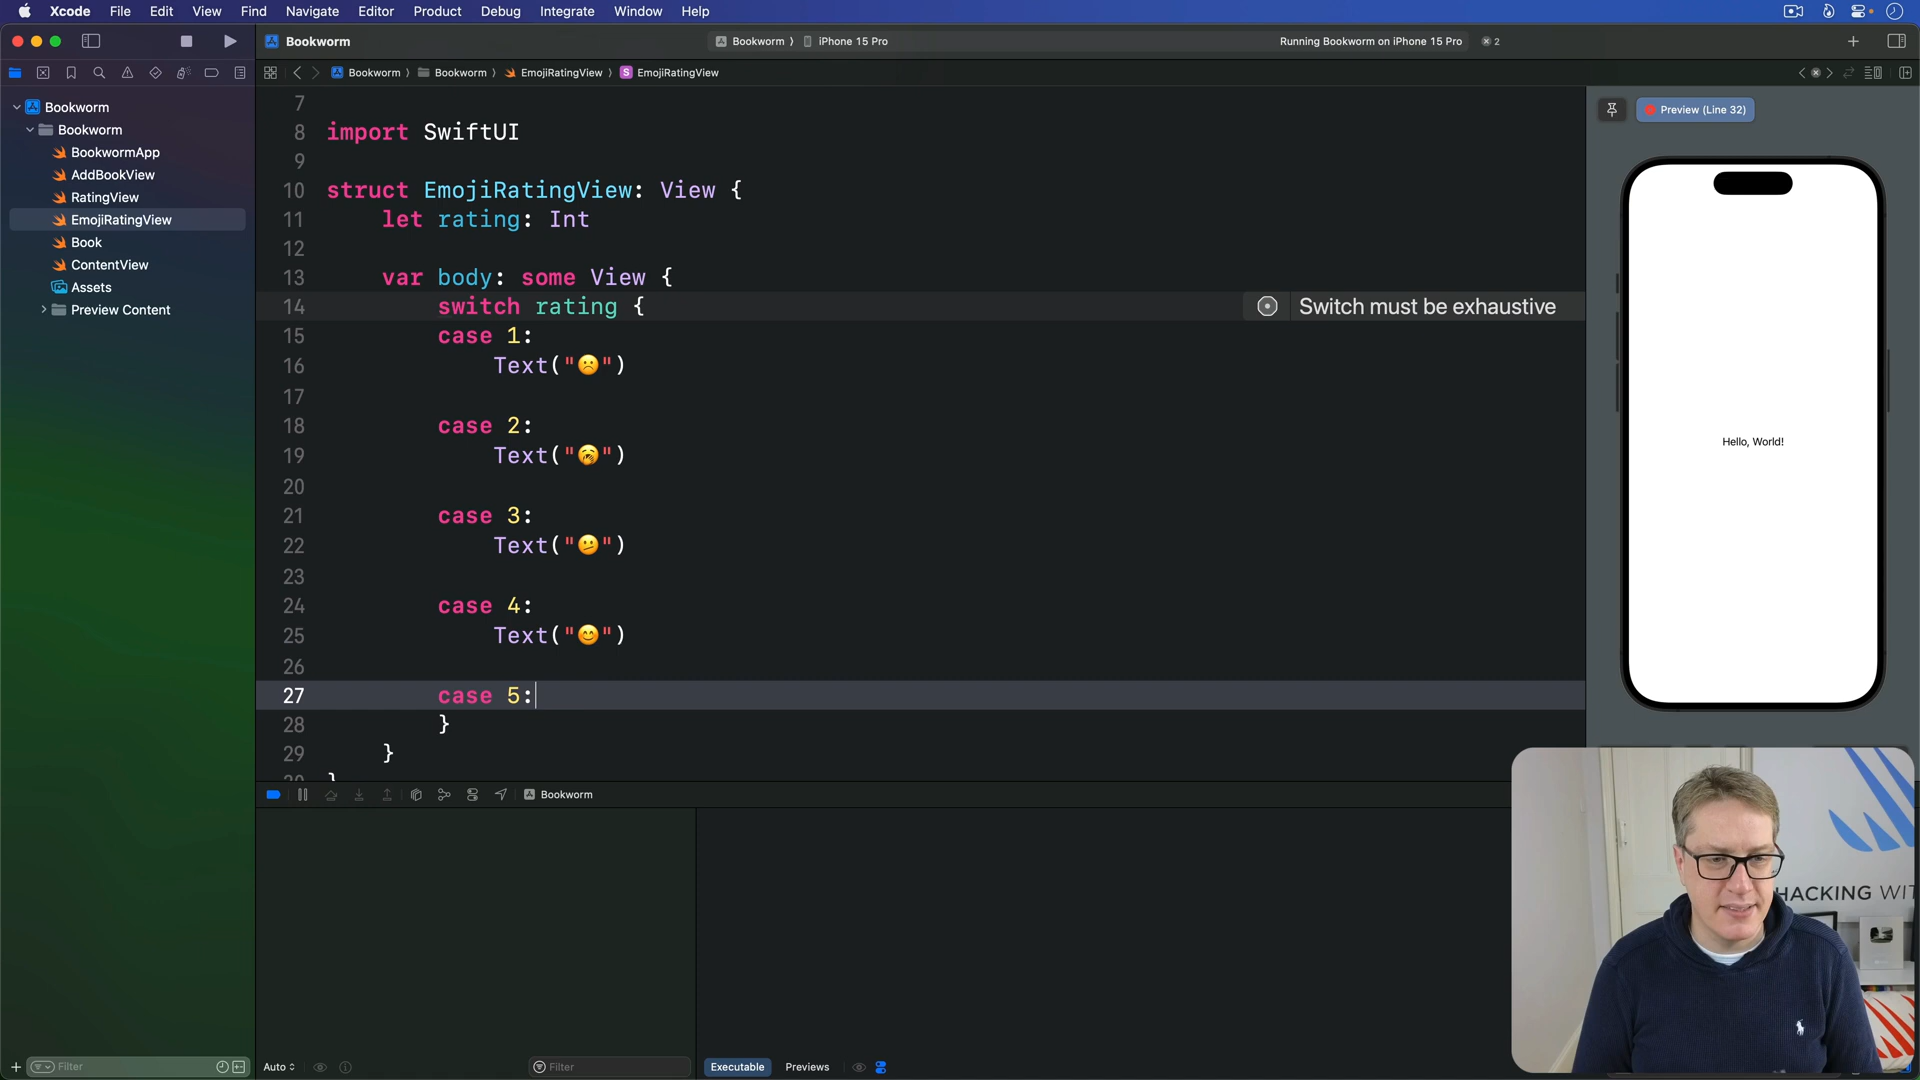 Xcode File Edit View Find Navigate Editor Product Debug Integrate Window Help
Bookworm
Bookworm ⟩ iPhone 15 Pro
Running Bookworm on iPhone 15 Pro
2
Bookworm ⟩ Bookworm ⟩ EmojiRatingView ⟩ S EmojiRatingView
Bookworm
Bookworm
BookwormApp
AddBookView
RatingView
EmojiRatingView
Book
ContentView
Assets
Preview Content
7
8 import SwiftUI
9
10 struct EmojiRatingView: View {
11 let rating: Int
12
13 var body: some View {
14 switch rating {
Switch must be exhaustive
15 case 1:
16 Text("☹️")
17
18 case 2:
19 Text("🥱")
20
21 case 3:
22 Text("🫤")
23
24 case 4:
25 Text("😊")
26
27 case 5:
28 }
29 }
Preview (Line 32)
Hello, World!
Bookworm
HACKING WIT
Filter
Auto
Filter
Executable
Previews